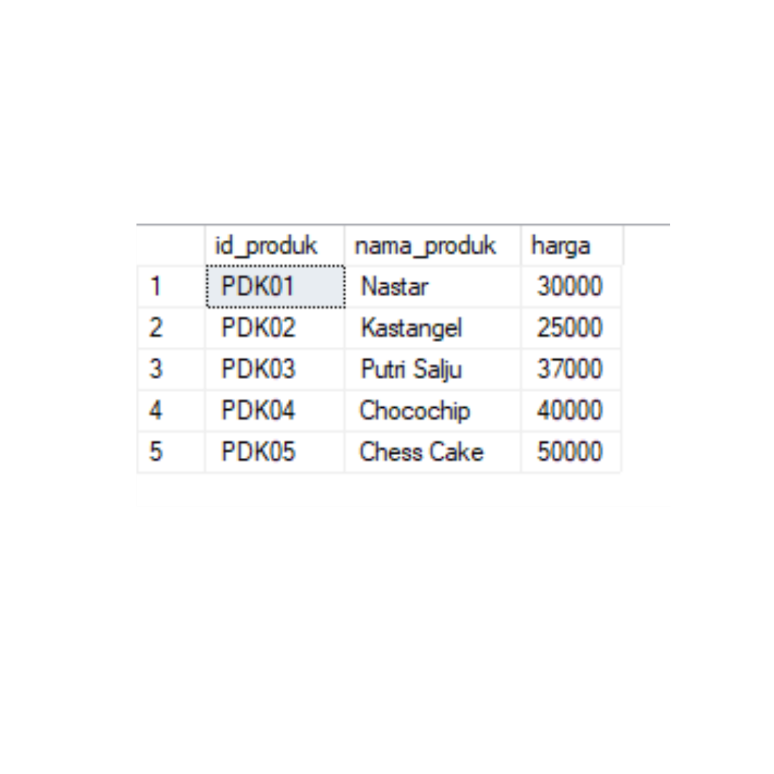 id_produk nama_produk harga
1 PDK01 Nastar 30000
2 PDK02 Kastangel 25000
3 PDK03 Putri Salju 37000
4 PDK04 Chocochip 40000
5 PDK05 Chess Cake 50000